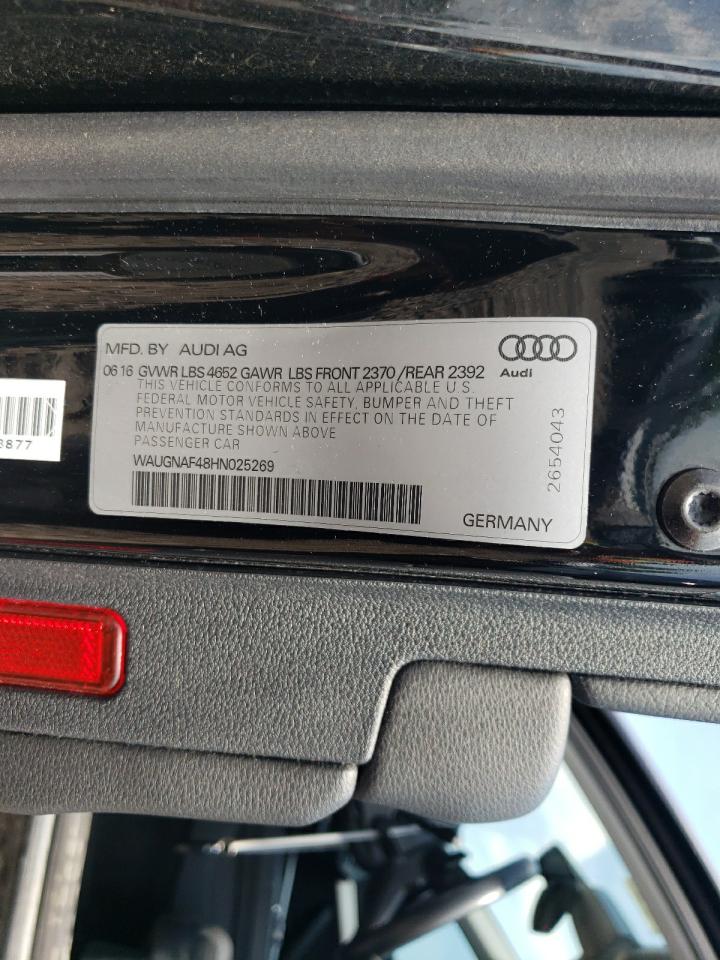 MFD. BY AUDI AG
06 16 GVWR LBS 4652 GAWR LBS FRONT 2370 /REAR 2392
Audi
THIS VEHICLE CONFORMS TO ALL APPLICABLE U.S.
FEDERAL MOTOR VEHICLE SAFETY, BUMPER AND THEFT
PREVENTION STANDARDS IN EFFECT ON THE DATE OF
MANUFACTURE SHOWN ABOVE
PASSENGER CAR
WAUGNAF48HN025269
GERMANY
2654043
8877